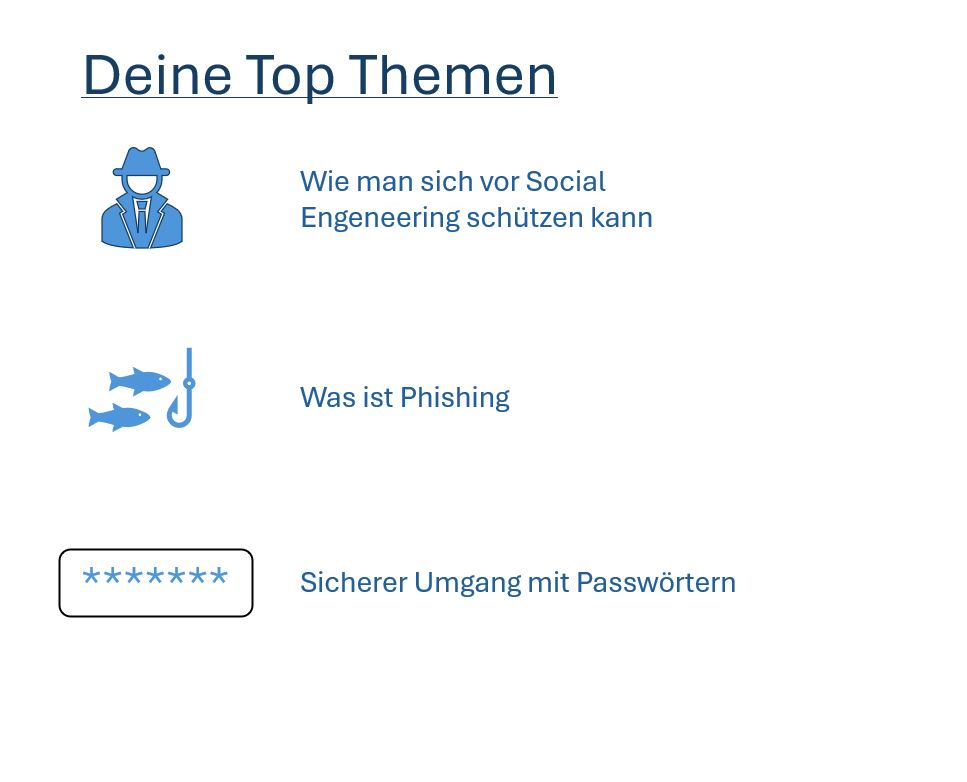 Deine Top Themen
Wie man sich vor Social
Engeneering schützen kann
Was ist Phishing
*******
Sicherer Umgang mit Passwörtern